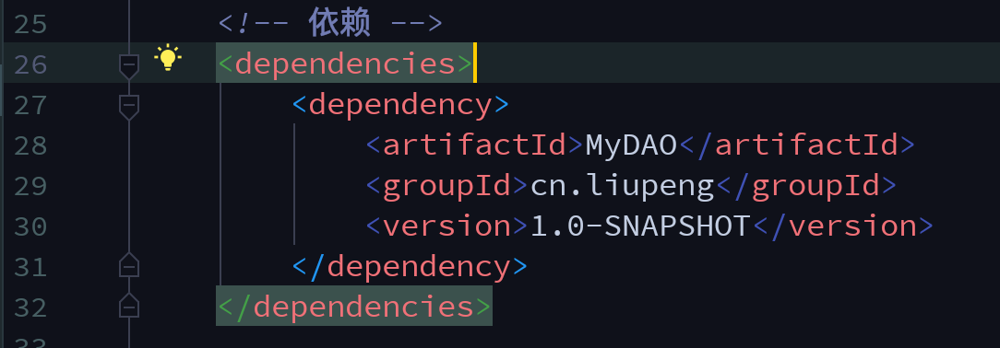 25 <!-- 依赖 -->
26 <dependencies>
27 <dependency>
28 <artifactId>MyDAO</artifactId>
29 <groupId>cn.liupeng</groupId>
30 <version>1.0-SNAPSHOT</version>
31 </dependency>
32 </dependencies>
33